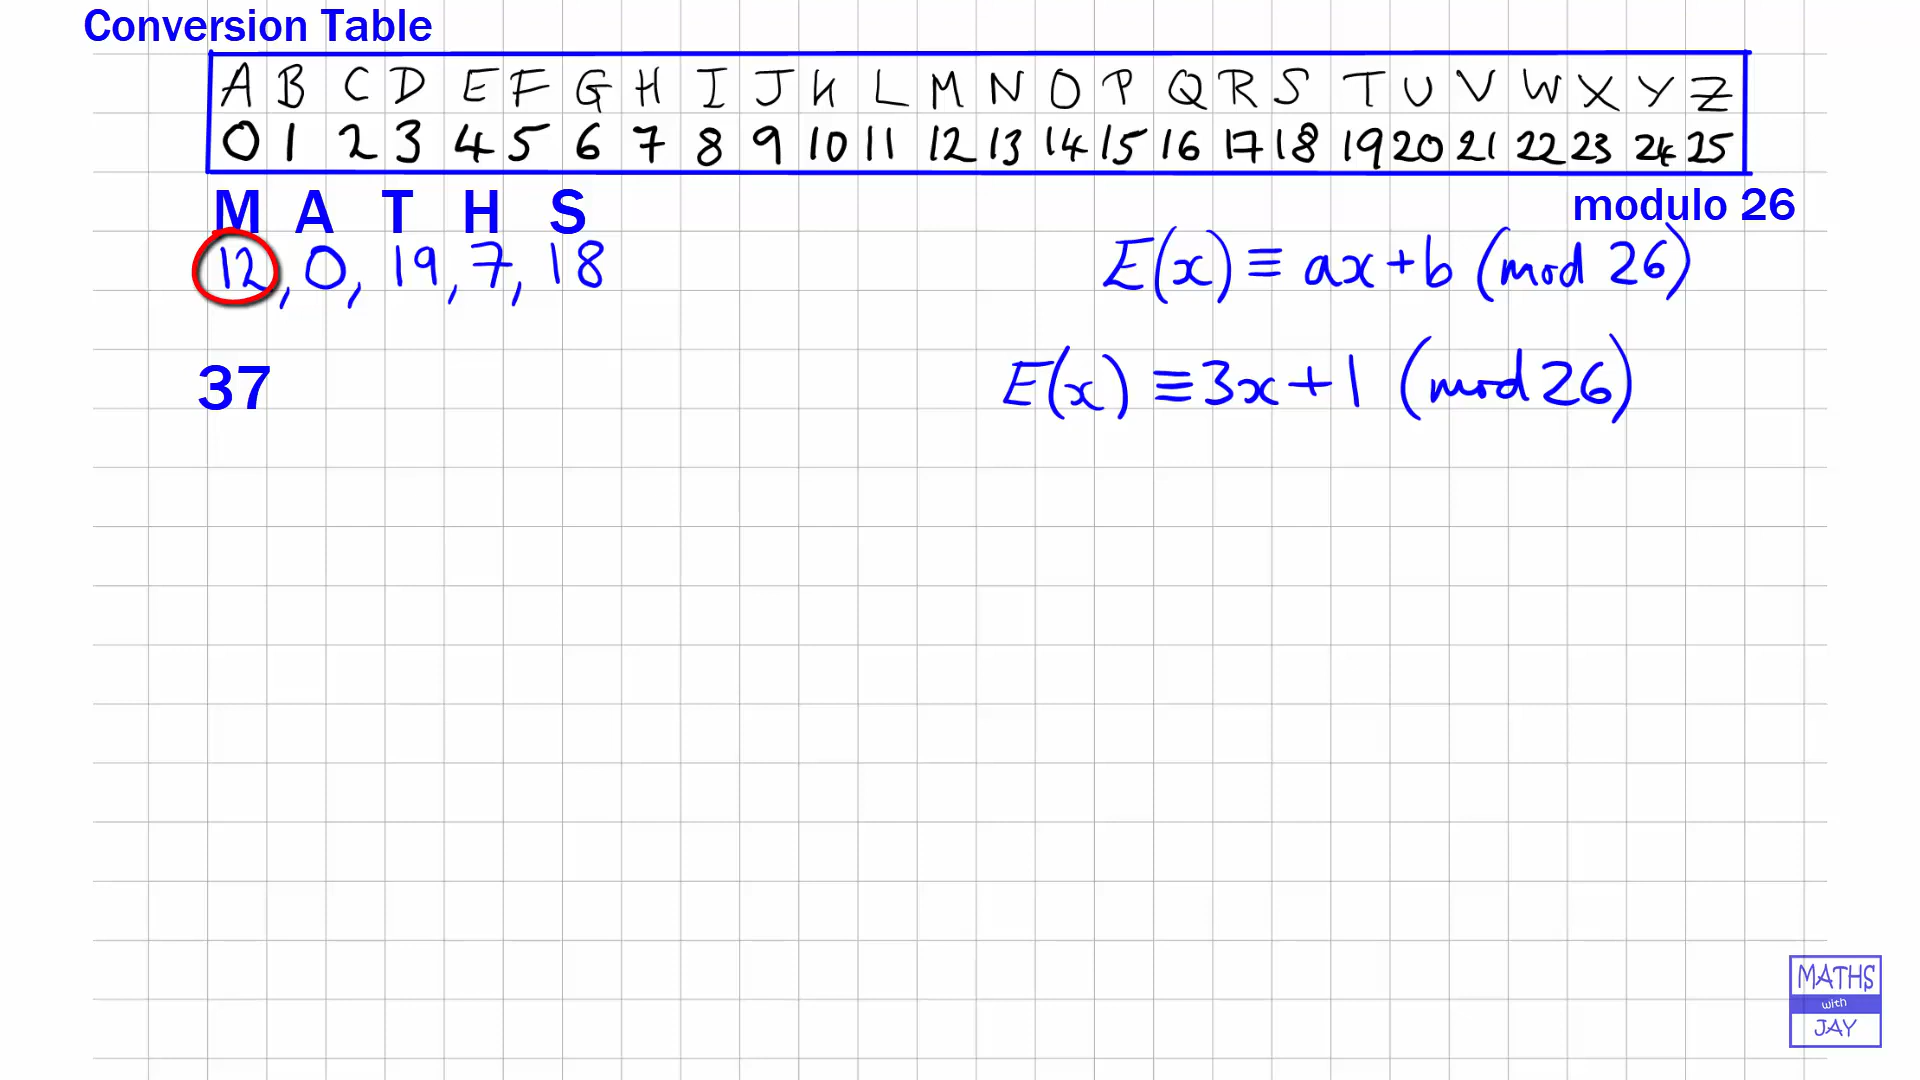 Conversion Table
A B C D E F G H I J K L M N O P Q R S T U V W X Y Z
0 1 2 3 4 5 6 7 8 9 10 11 12 13 14 15 16 17 18 19 20 21 22 23 24 25
M A T H S
modulo 26
12, 0, 19, 7, 18
E(x) ≡ ax + b (mod 26)
37
E(x) ≡ 3x + 1 (mod 26)
MATHS
with
JAY